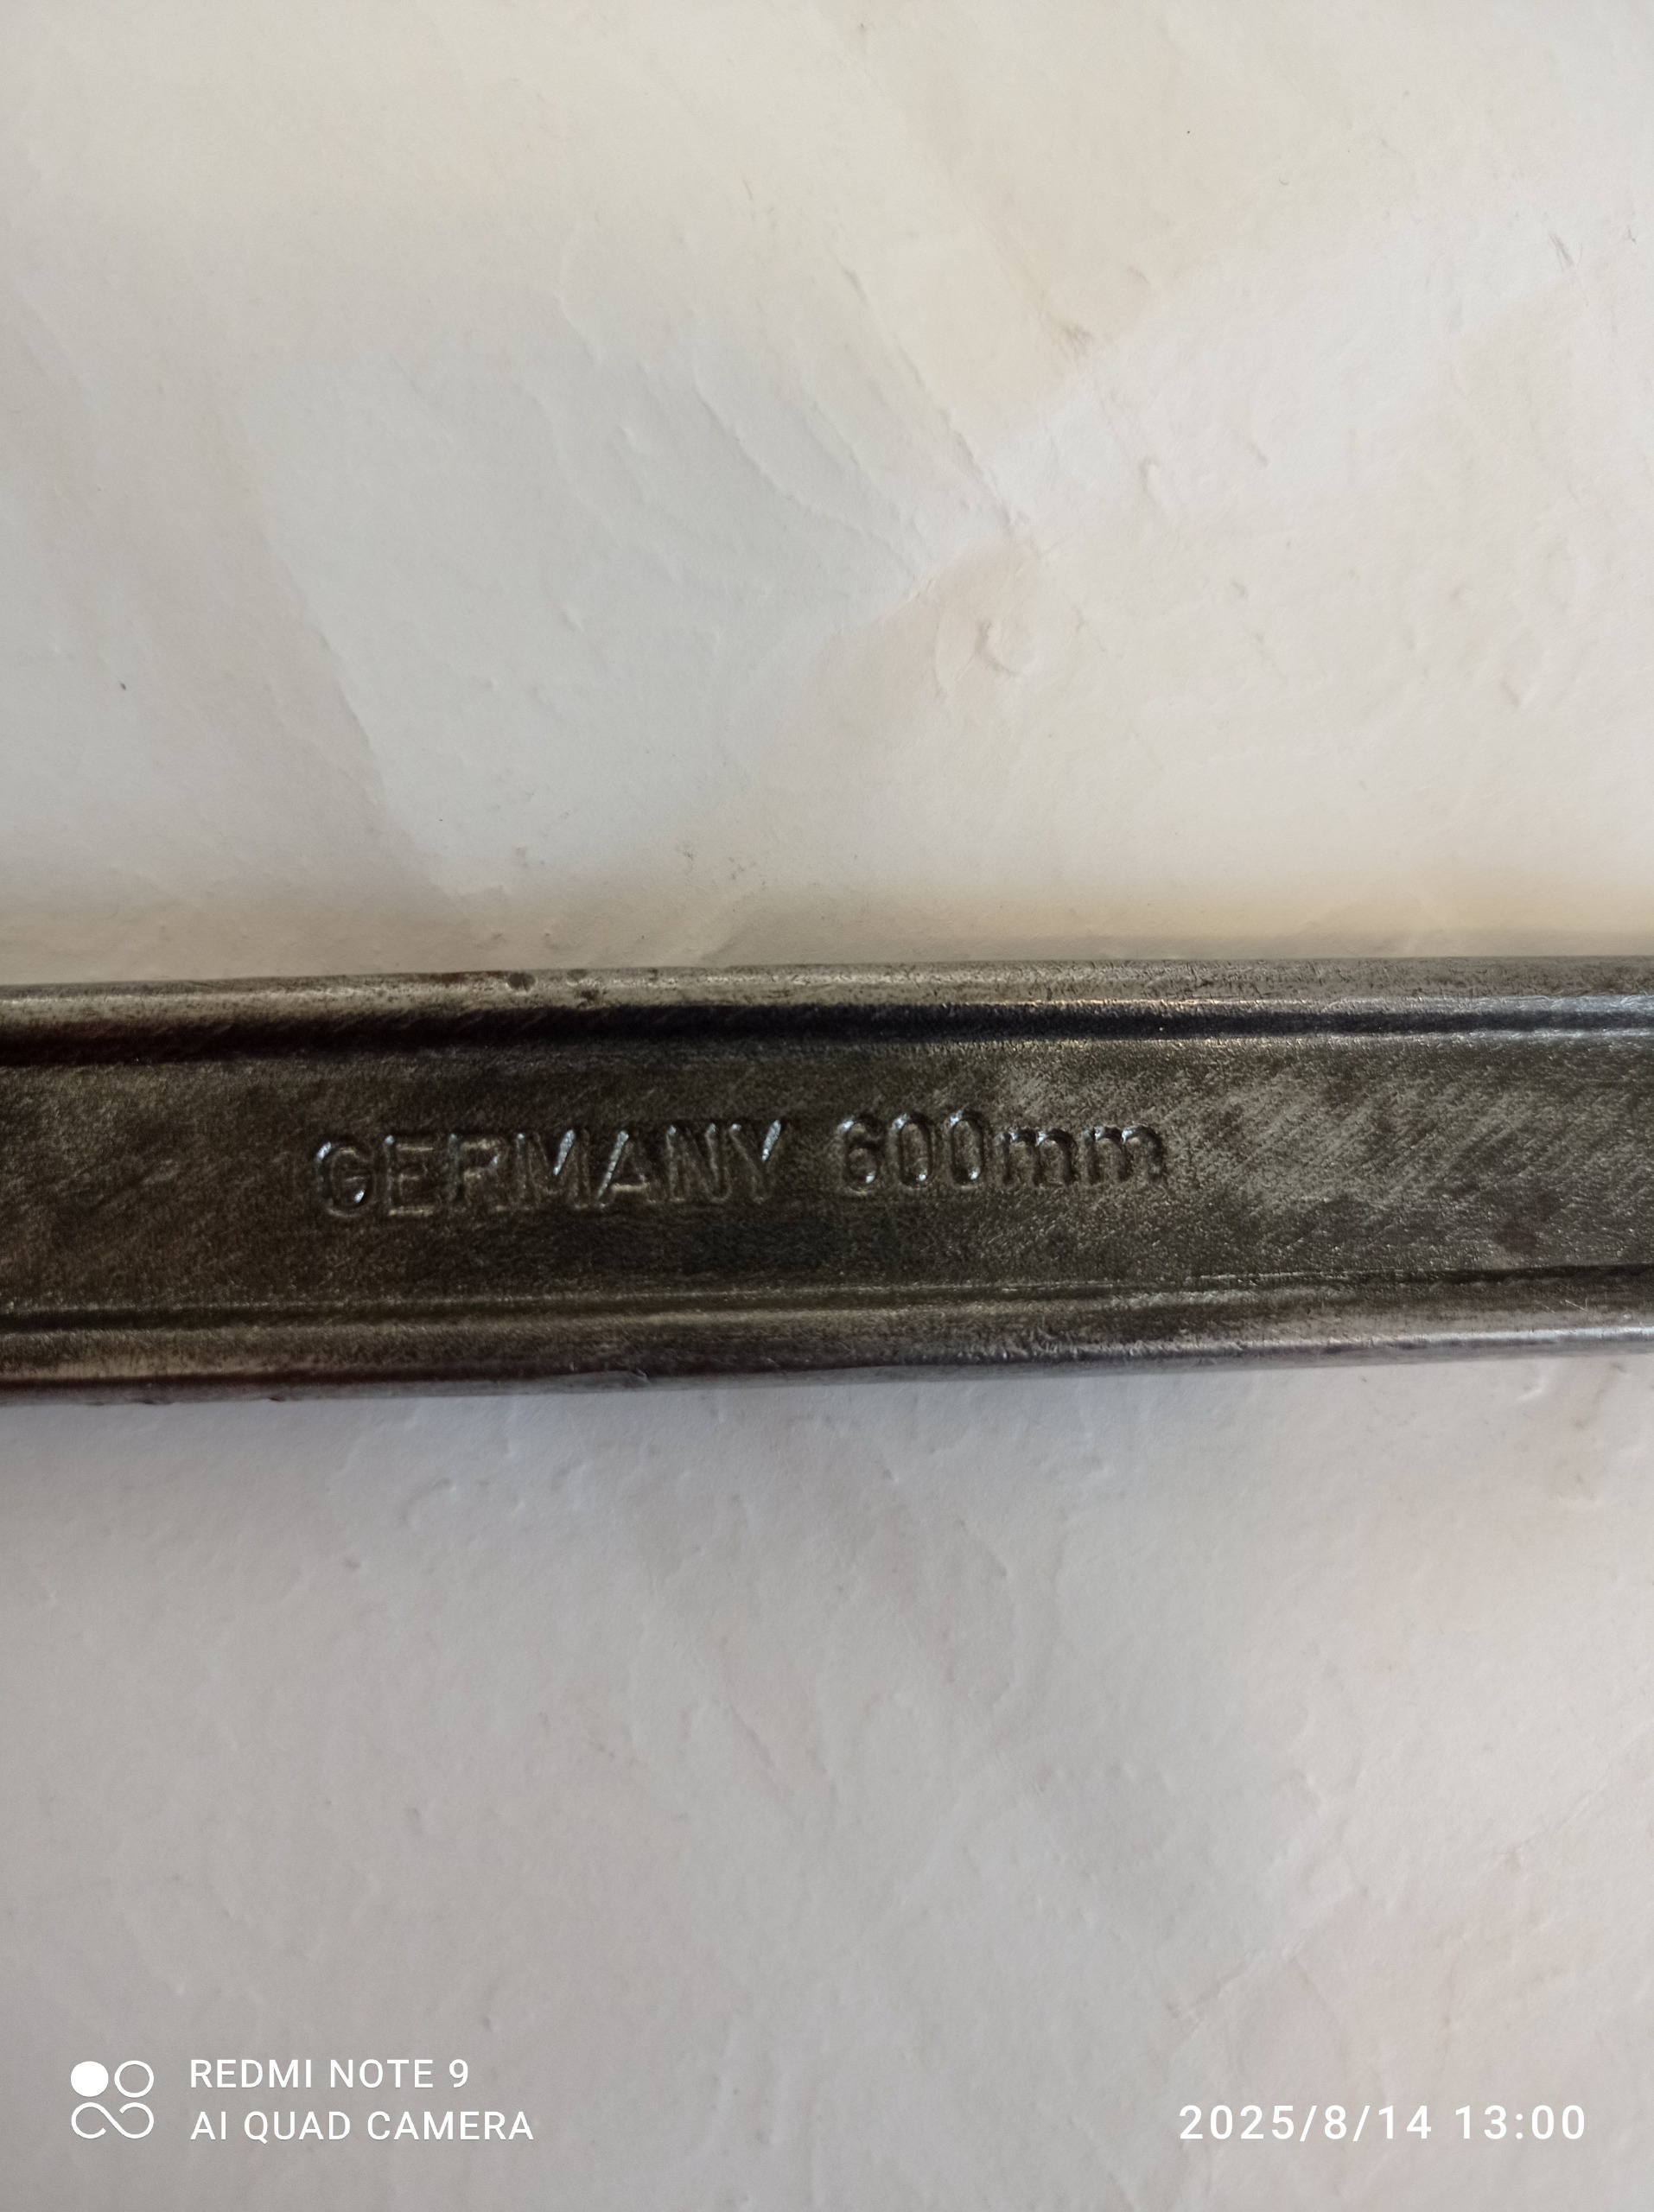 GERMANY 600mm
REDMI NOTE 9
AI QUAD CAMERA
2025/8/14 13:00